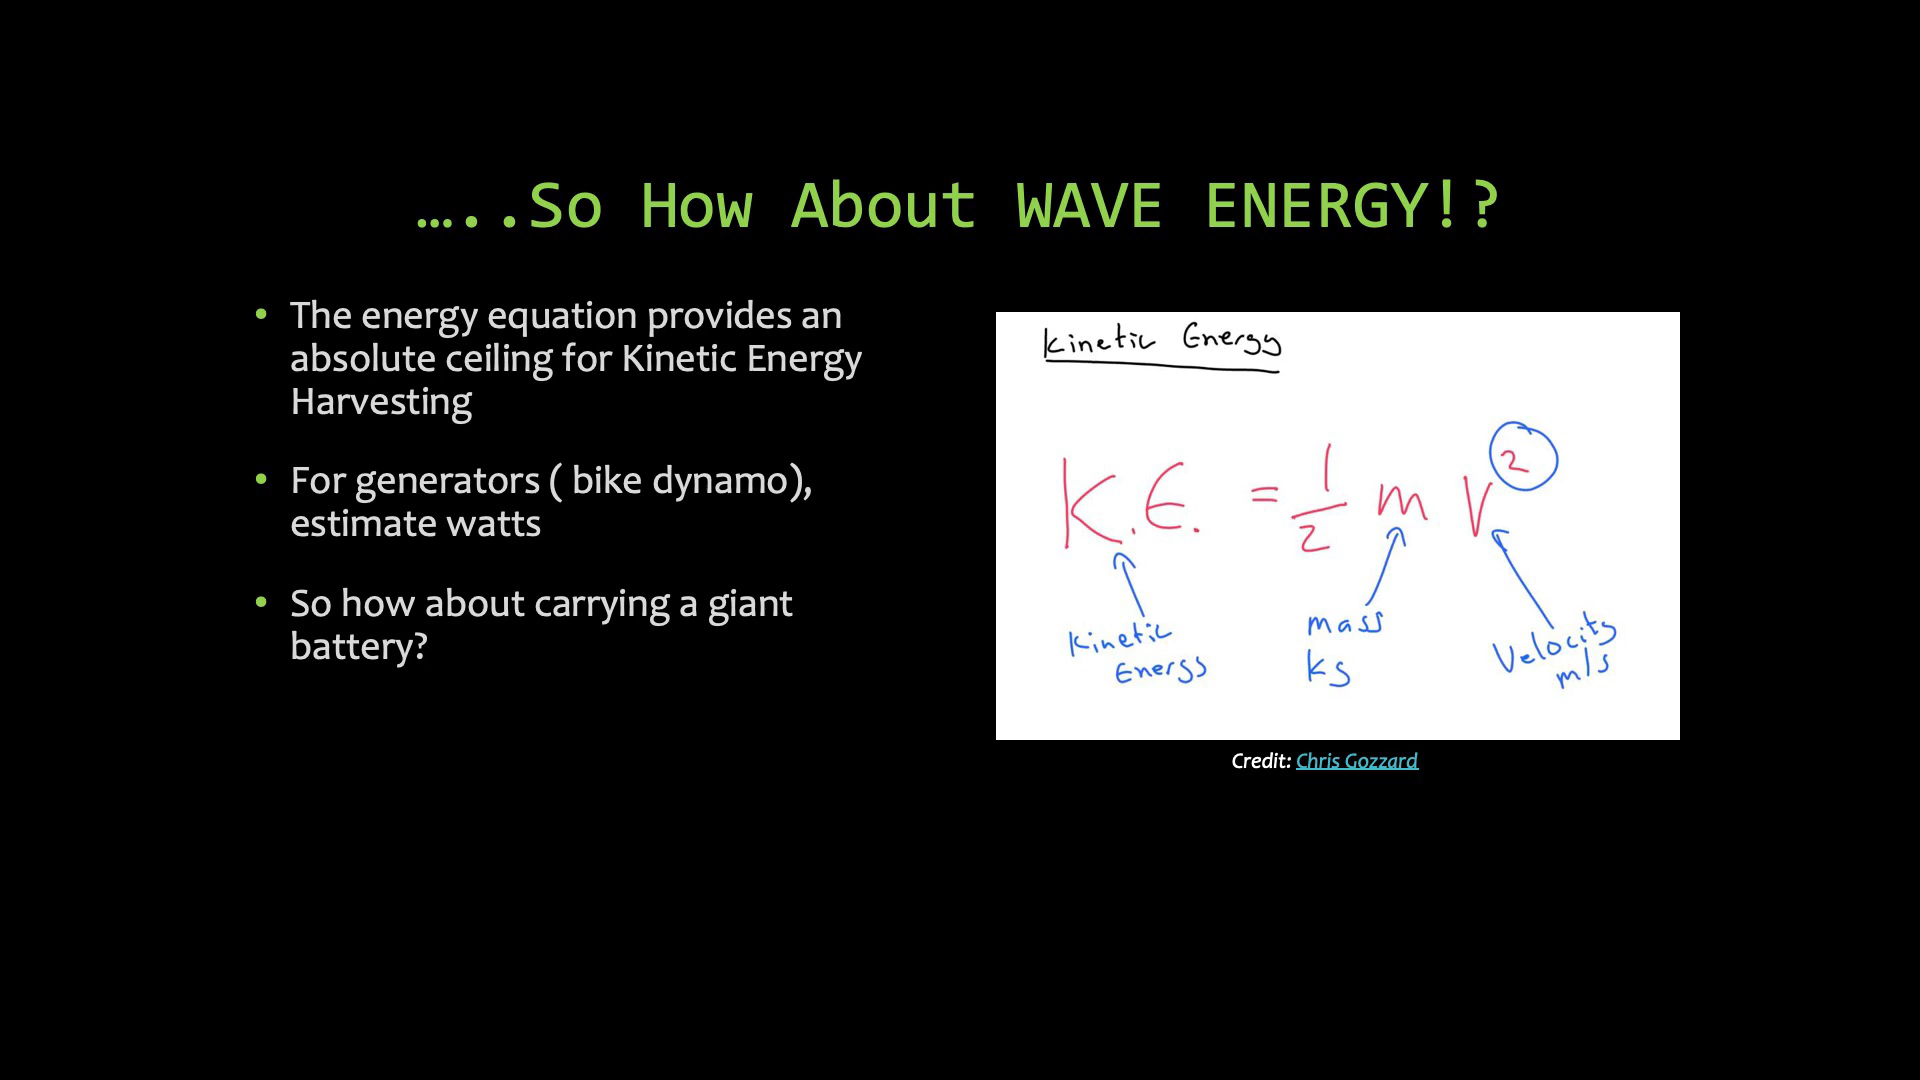 …..So How About WAVE ENERGY!?
• The energy equation provides an
absolute ceiling for Kinetic Energy
Harvesting
• For generators ( bike dynamo),
estimate watts
• So how about carrying a giant
battery?
Kinetic Energy
K.E. = 1/2 m V²
Kinetic
Energy
mass
kg
Velocity
m/s
Credit: Chris Gozzard